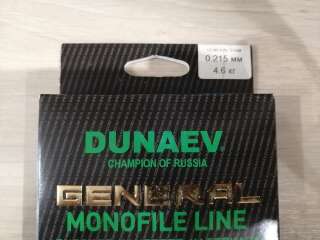 0,215 мм
4.6 кг
DUNAEV
CHAMPION OF RUSSIA
GENERAL
MONOFILE LINE